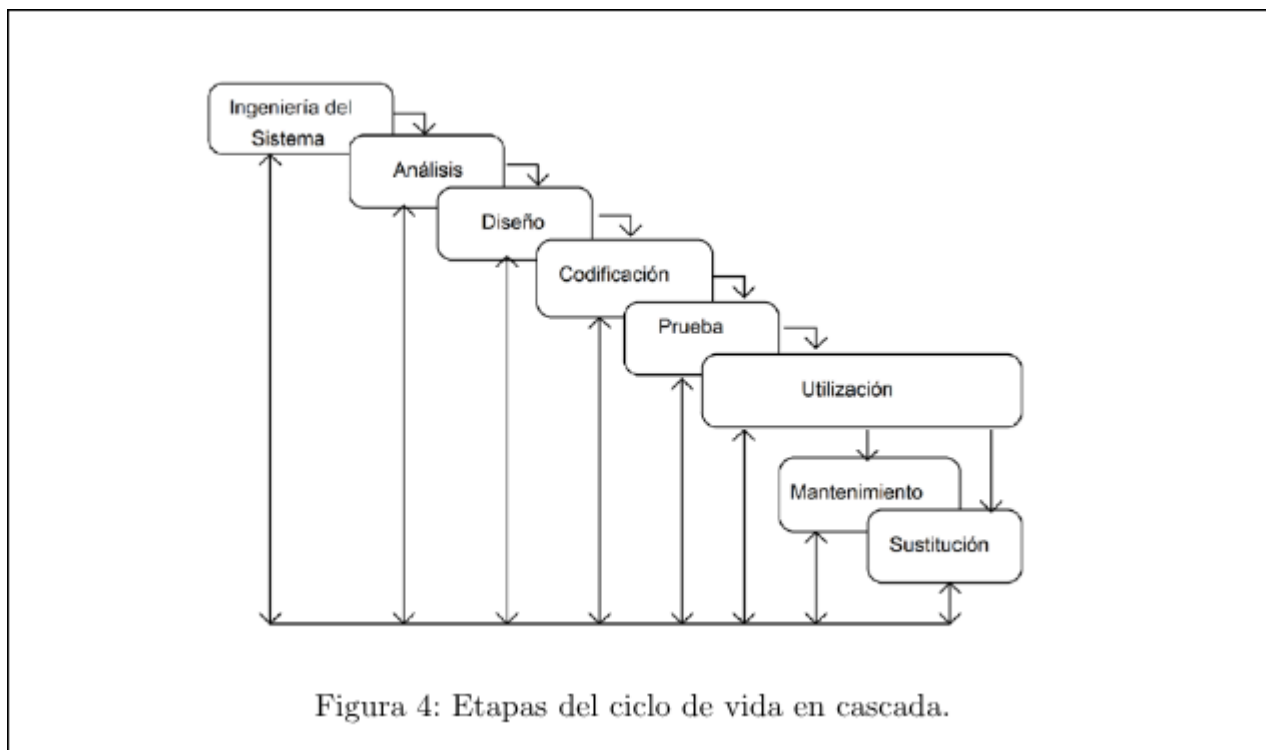 Ingeniería del
Sistema
Análisis
Diseño
Codificación
Prueba
Utilización
Mantenimiento
Sustitución
Figura 4: Etapas del ciclo de vida en cascada.